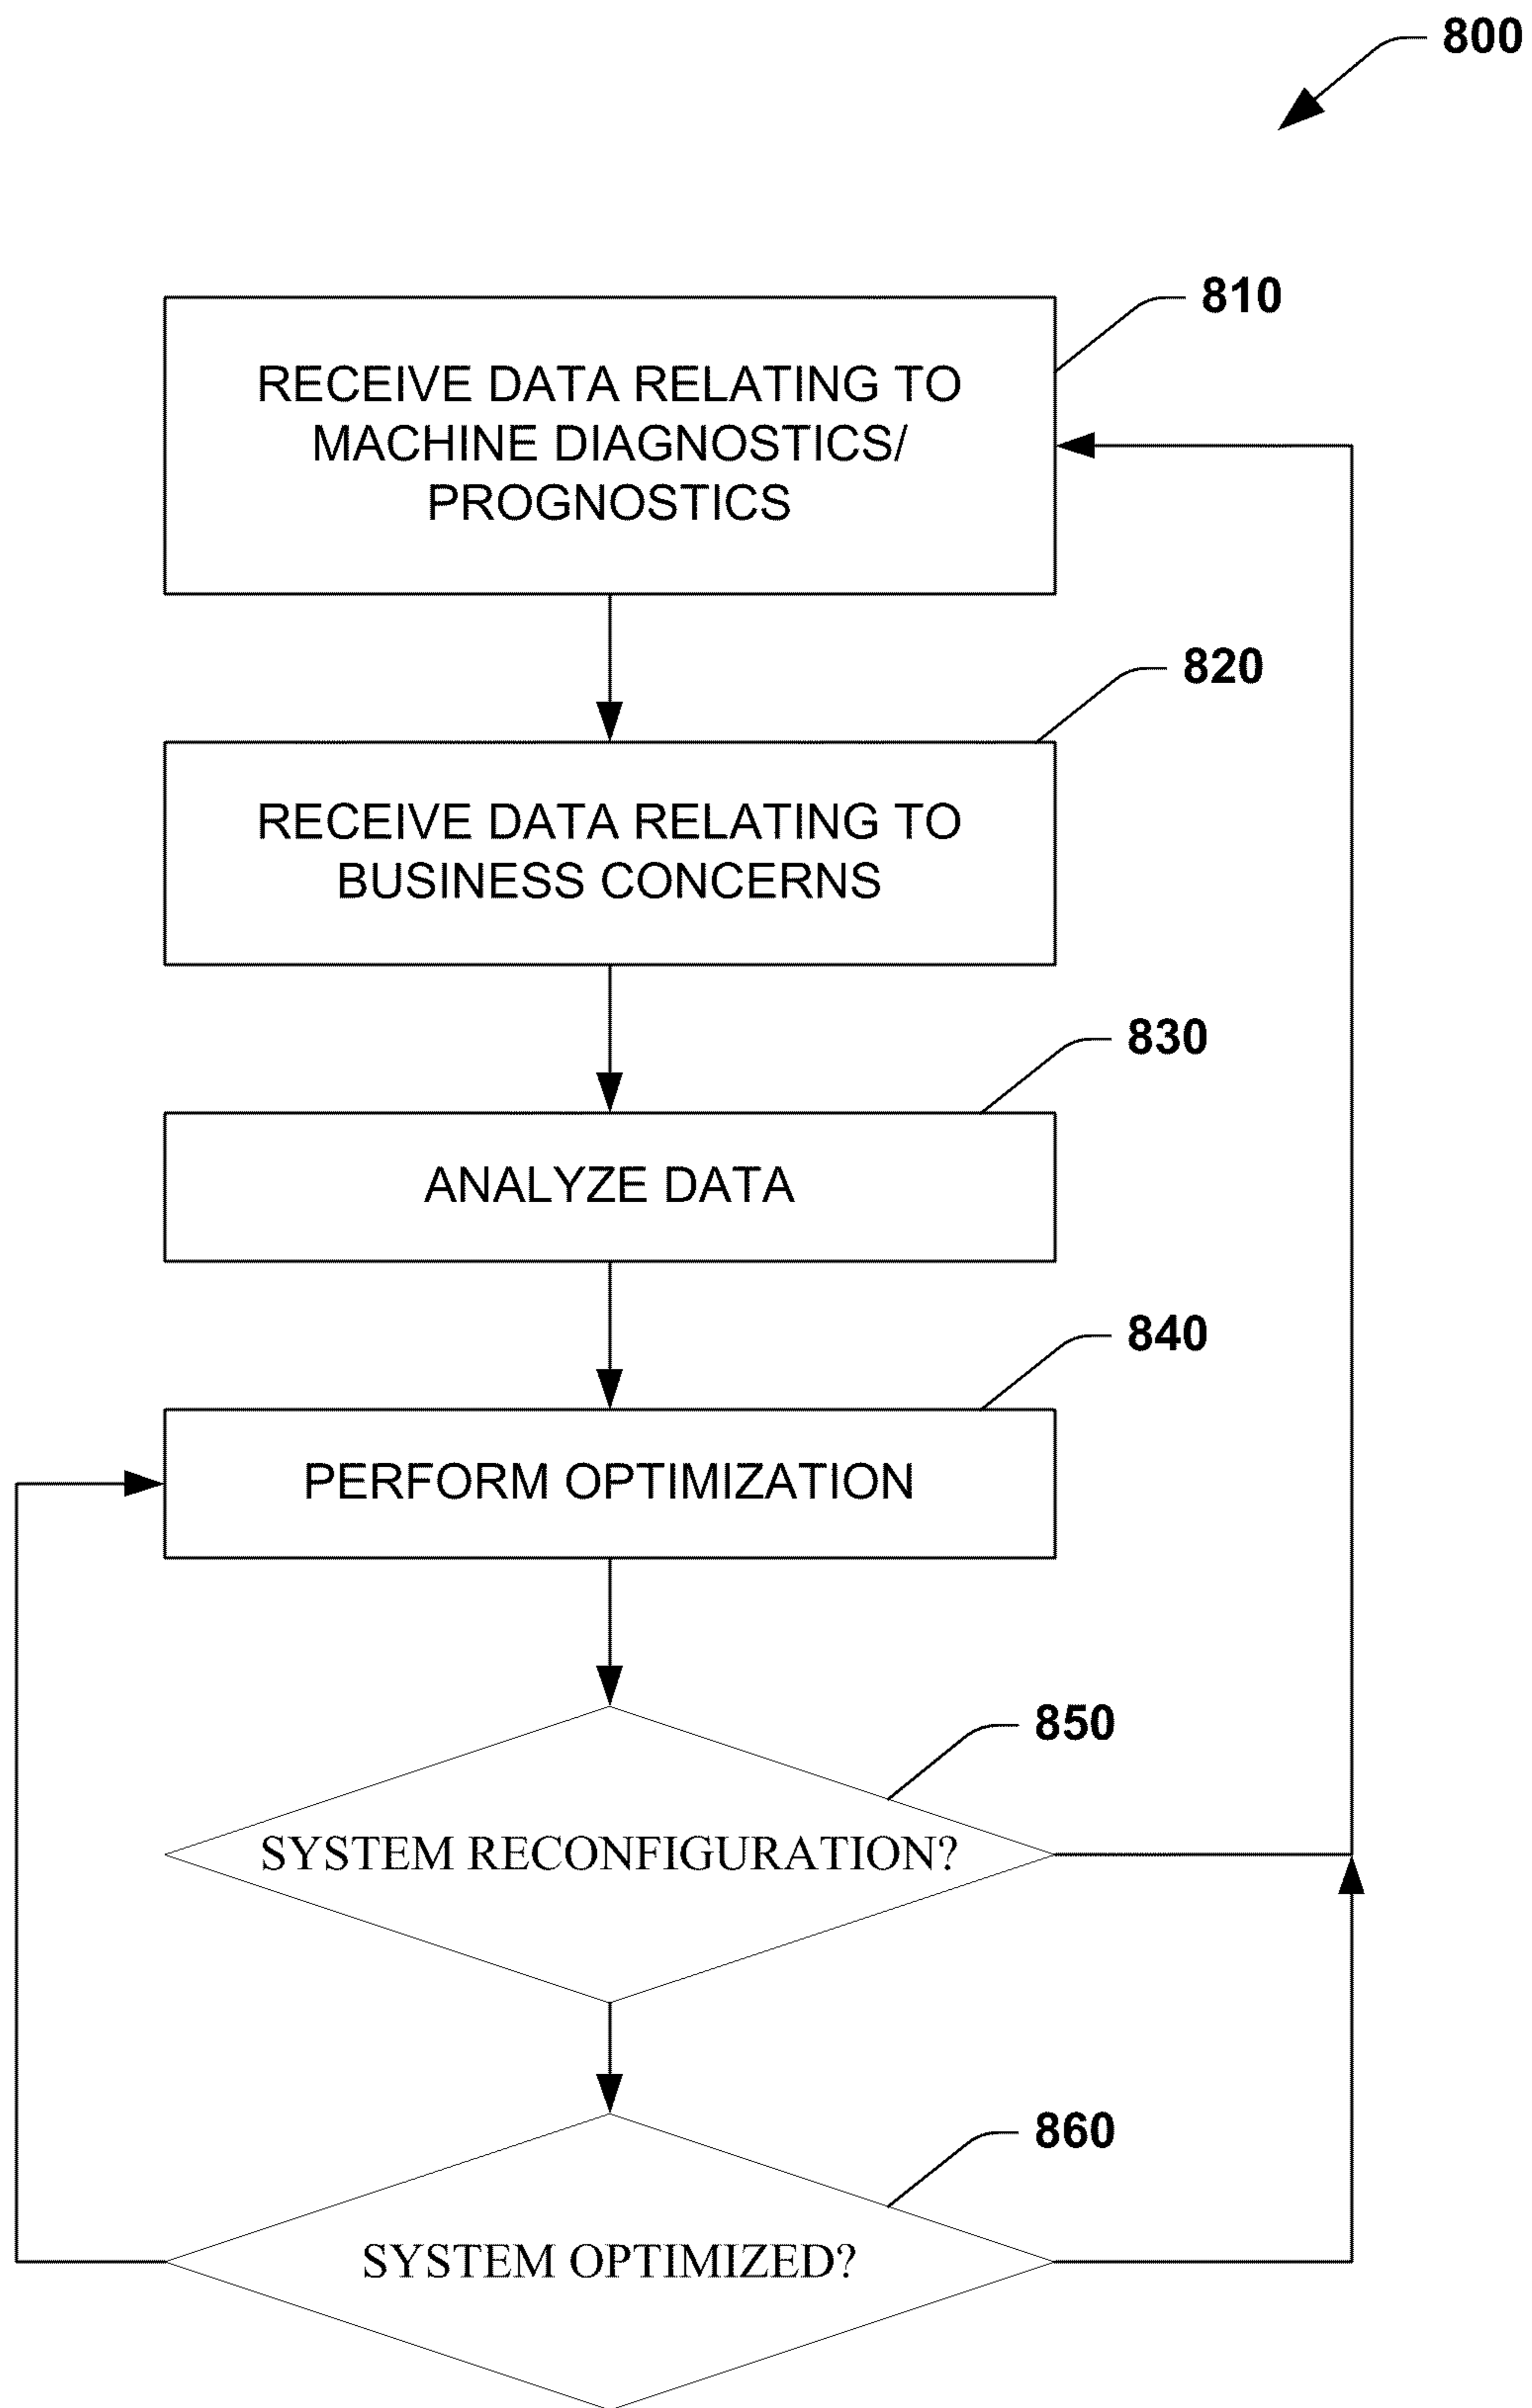 800
810
RECEIVE DATA RELATING TO
MACHINE DIAGNOSTICS/
PROGNOSTICS
820
RECEIVE DATA RELATING TO
BUSINESS CONCERNS
830
ANALYZE DATA
840
PERFORM OPTIMIZATION
850
SYSTEM RECONFIGURATION?
860
SYSTEM OPTIMIZED?